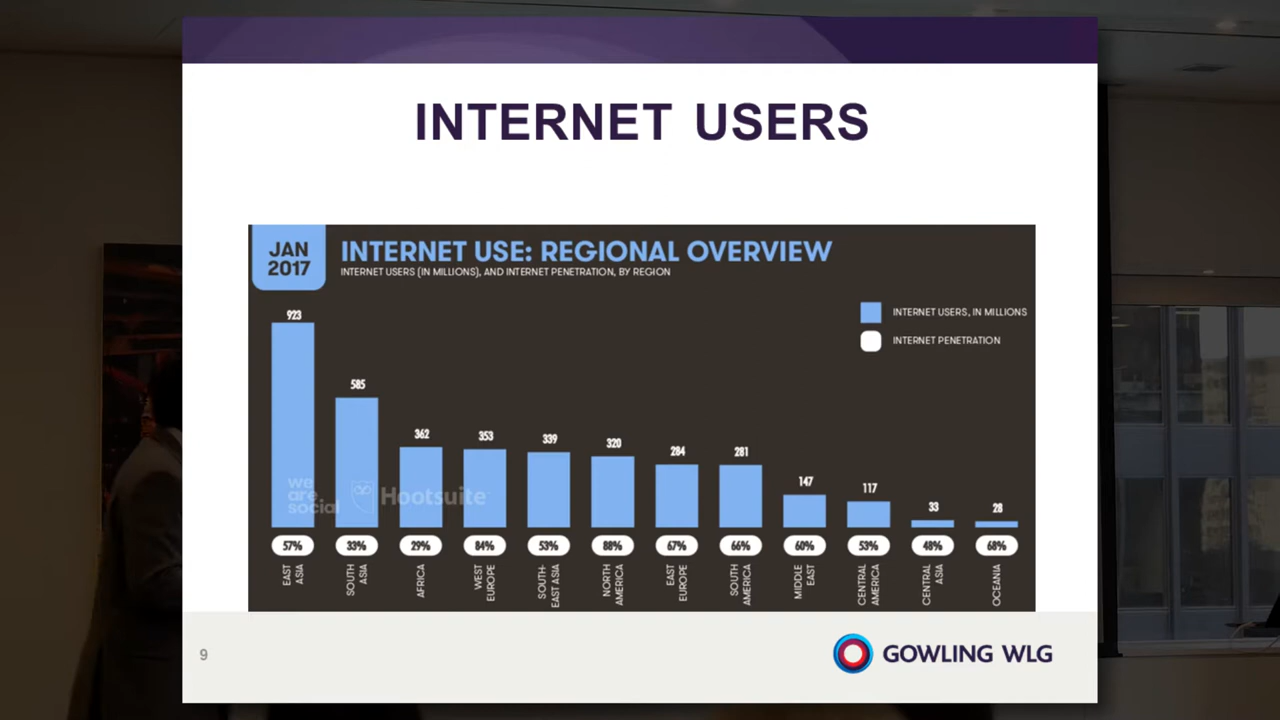 INTERNET USERS
JAN
2017
INTERNET USE: REGIONAL OVERVIEW
INTERNET USERS (IN MILLIONS), AND INTERNET PENETRATION, BY REGION
INTERNET USERS, IN MILLIONS
INTERNET PENETRATION
923
585
362
353
339
320
284
281
147
117
33
28
we
are
social
Hootsuite
57%
33%
29%
84%
53%
88%
67%
66%
60%
53%
48%
68%
EAST
ASIA
SOUTH
ASIA
AFRICA
WEST
EUROPE
SOUTH-
EAST ASIA
NORTH
AMERICA
EAST
EUROPE
SOUTH
AMERICA
MIDDLE
EAST
CENTRAL
AMERICA
CENTRAL
ASIA
OCEANIA
9
GOWLING WLG